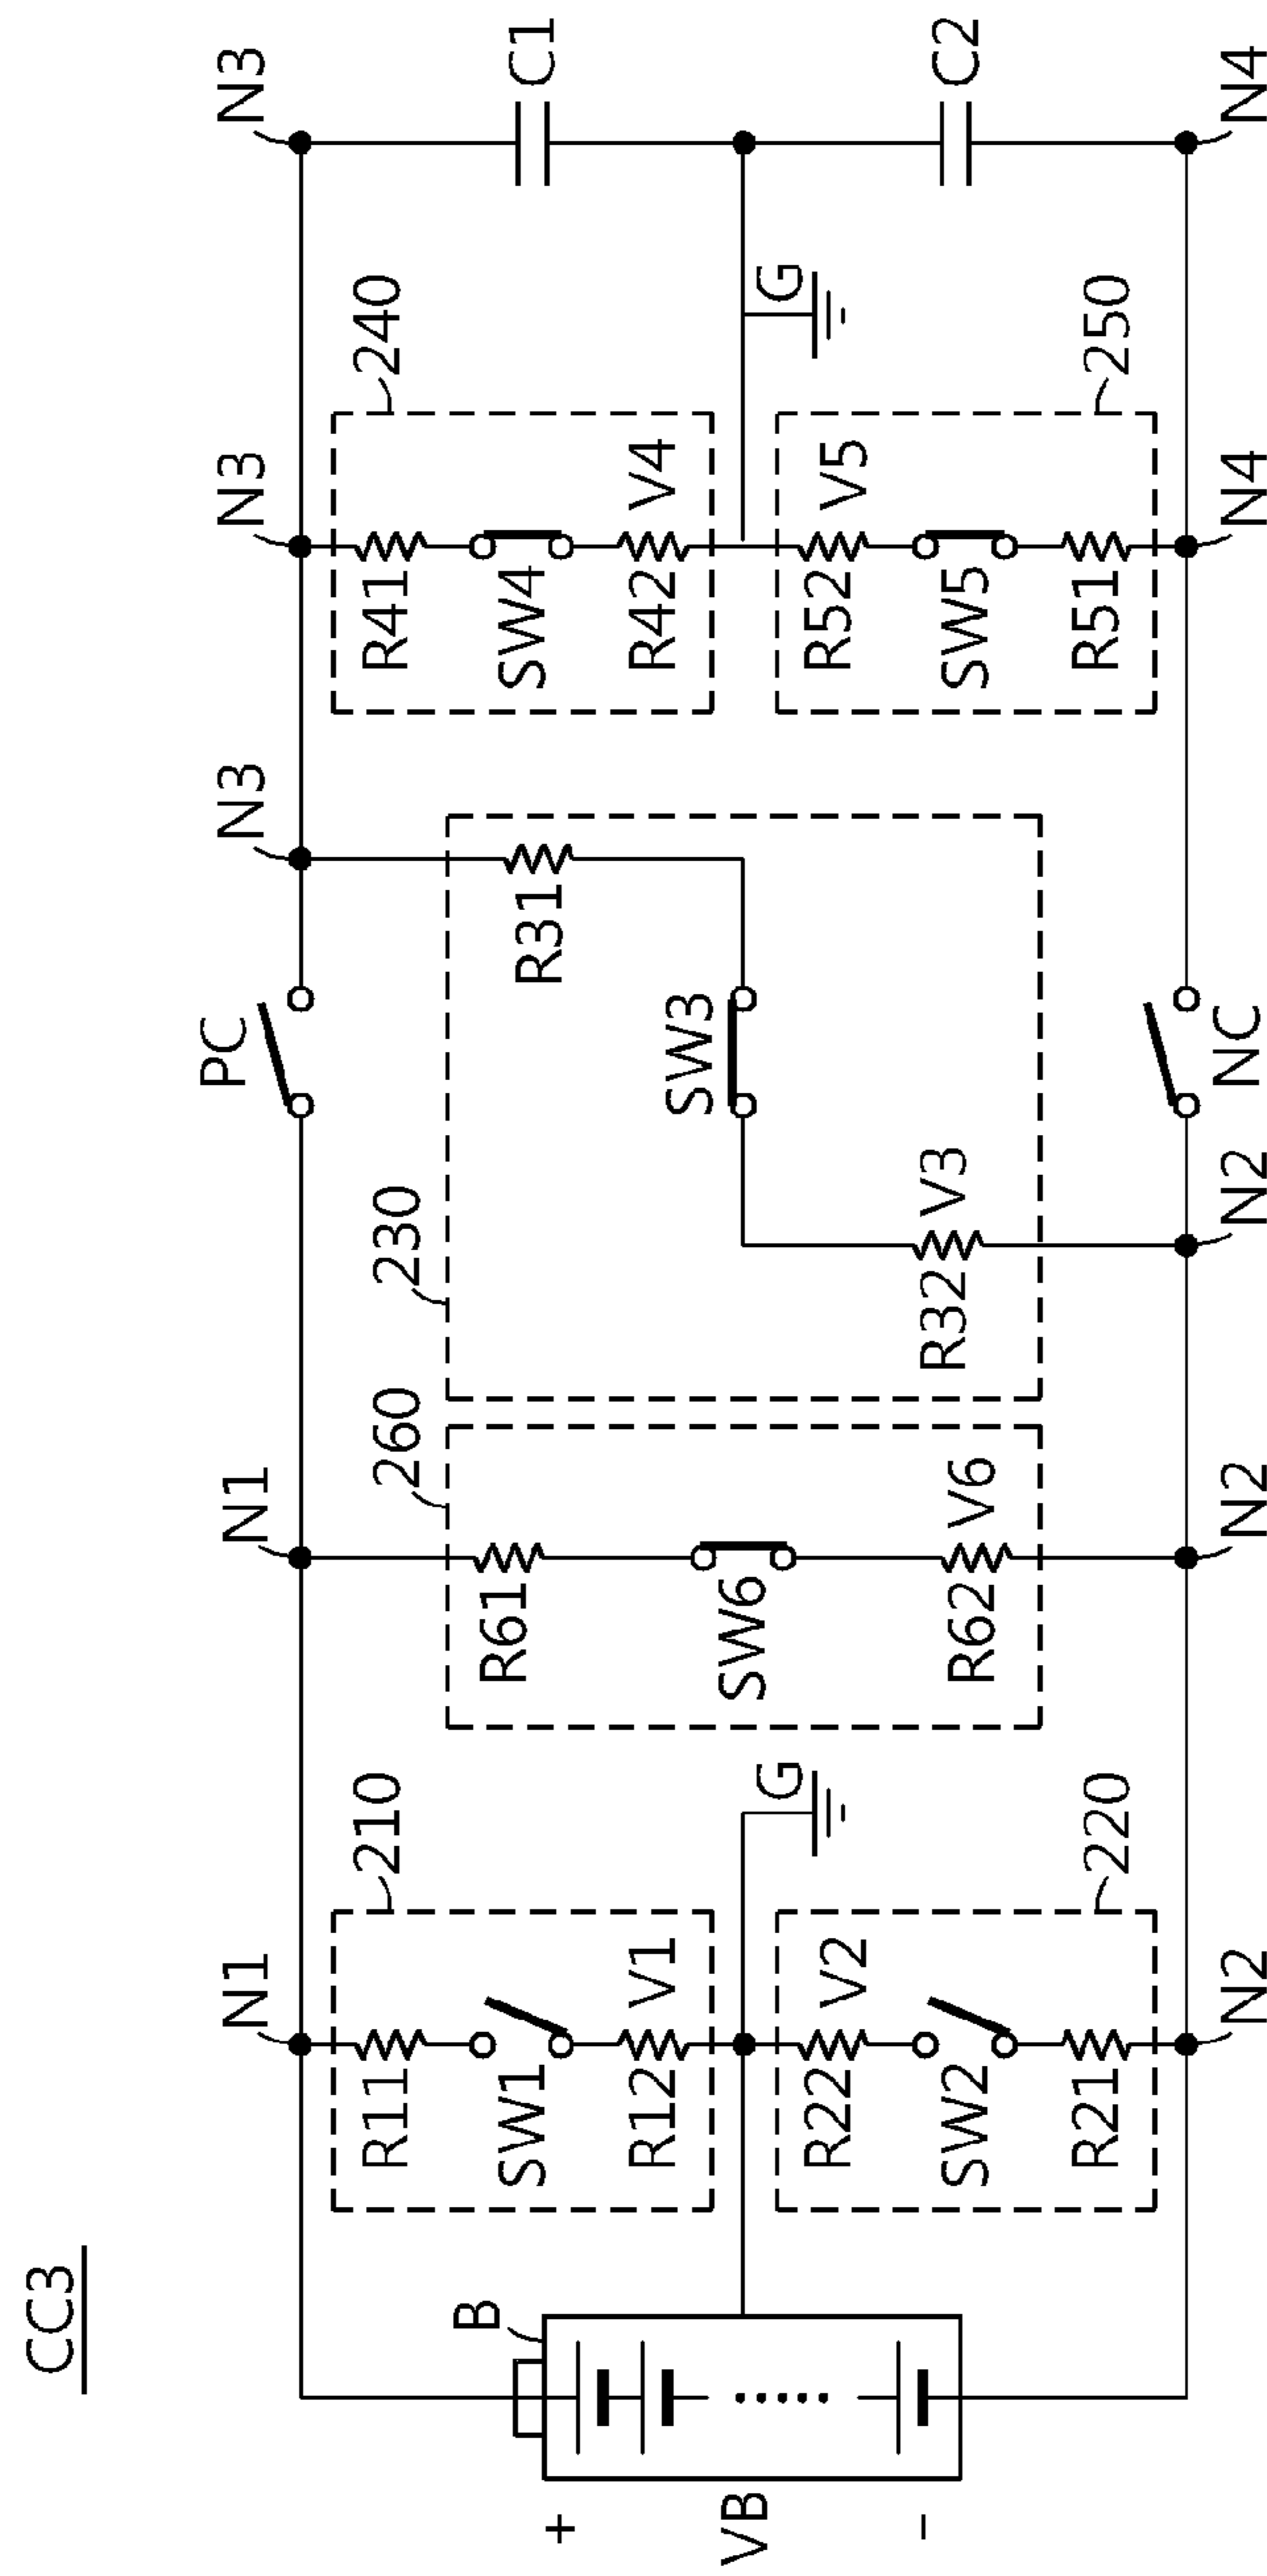 CC3
N1
N1
N3
N3
N3
PC
210
260
230
240
B
R11
SW1
R12
V1
R61
SW6
R62
V6
R31
SW3
R32
V3
R41
SW4
R42
V4
C1
+
VB
-
G
G
R22
V2
SW2
R21
220
R52
V5
SW5
R51
250
C2
NC
N2
N2
N2
N4
N4